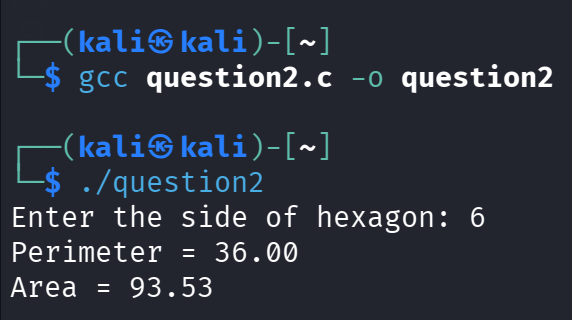 ┌──(kali㉿kali)-[~]
└─$ gcc question2.c -o question2
┌──(kali㉿kali)-[~]
└─$ ./question2
Enter the side of hexagon: 6
Perimeter = 36.00
Area = 93.53